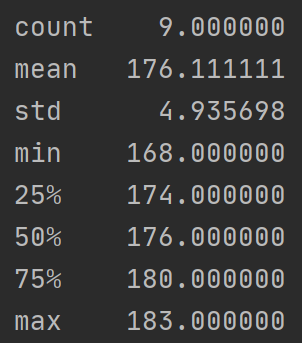 count 9.000000
mean 176.111111
std 4.935698
min 168.000000
25% 174.000000
50% 176.000000
75% 180.000000
max 183.000000